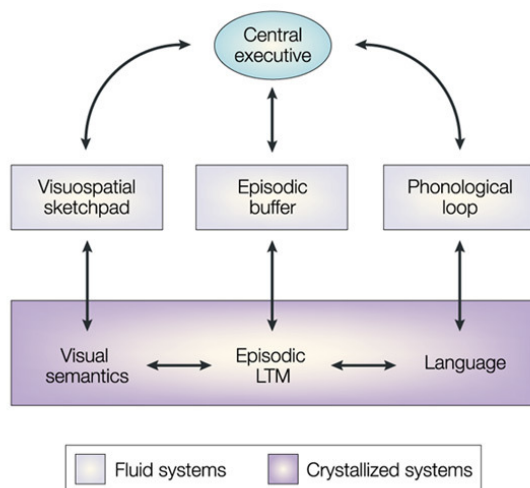 Central
executive
Visuospatial
sketchpad
Episodic
buffer
Phonological
loop
Visual
semantics
Episodic
LTM
Language
Fluid systems
Crystallized systems